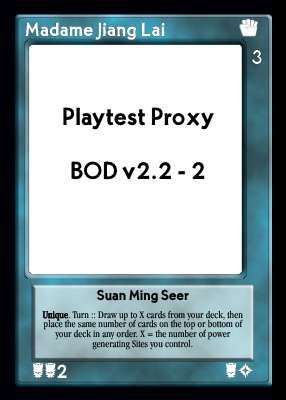 Madame Jiang Lai
3
Playtest Proxy
BOD v2.2 - 2
Suan Ming Seer
Unique. Turn :: Draw up to X cards from your deck, then
place the same number of cards on the top or bottom of
your deck in any order. X = the number of power
generating Sites you control.
2